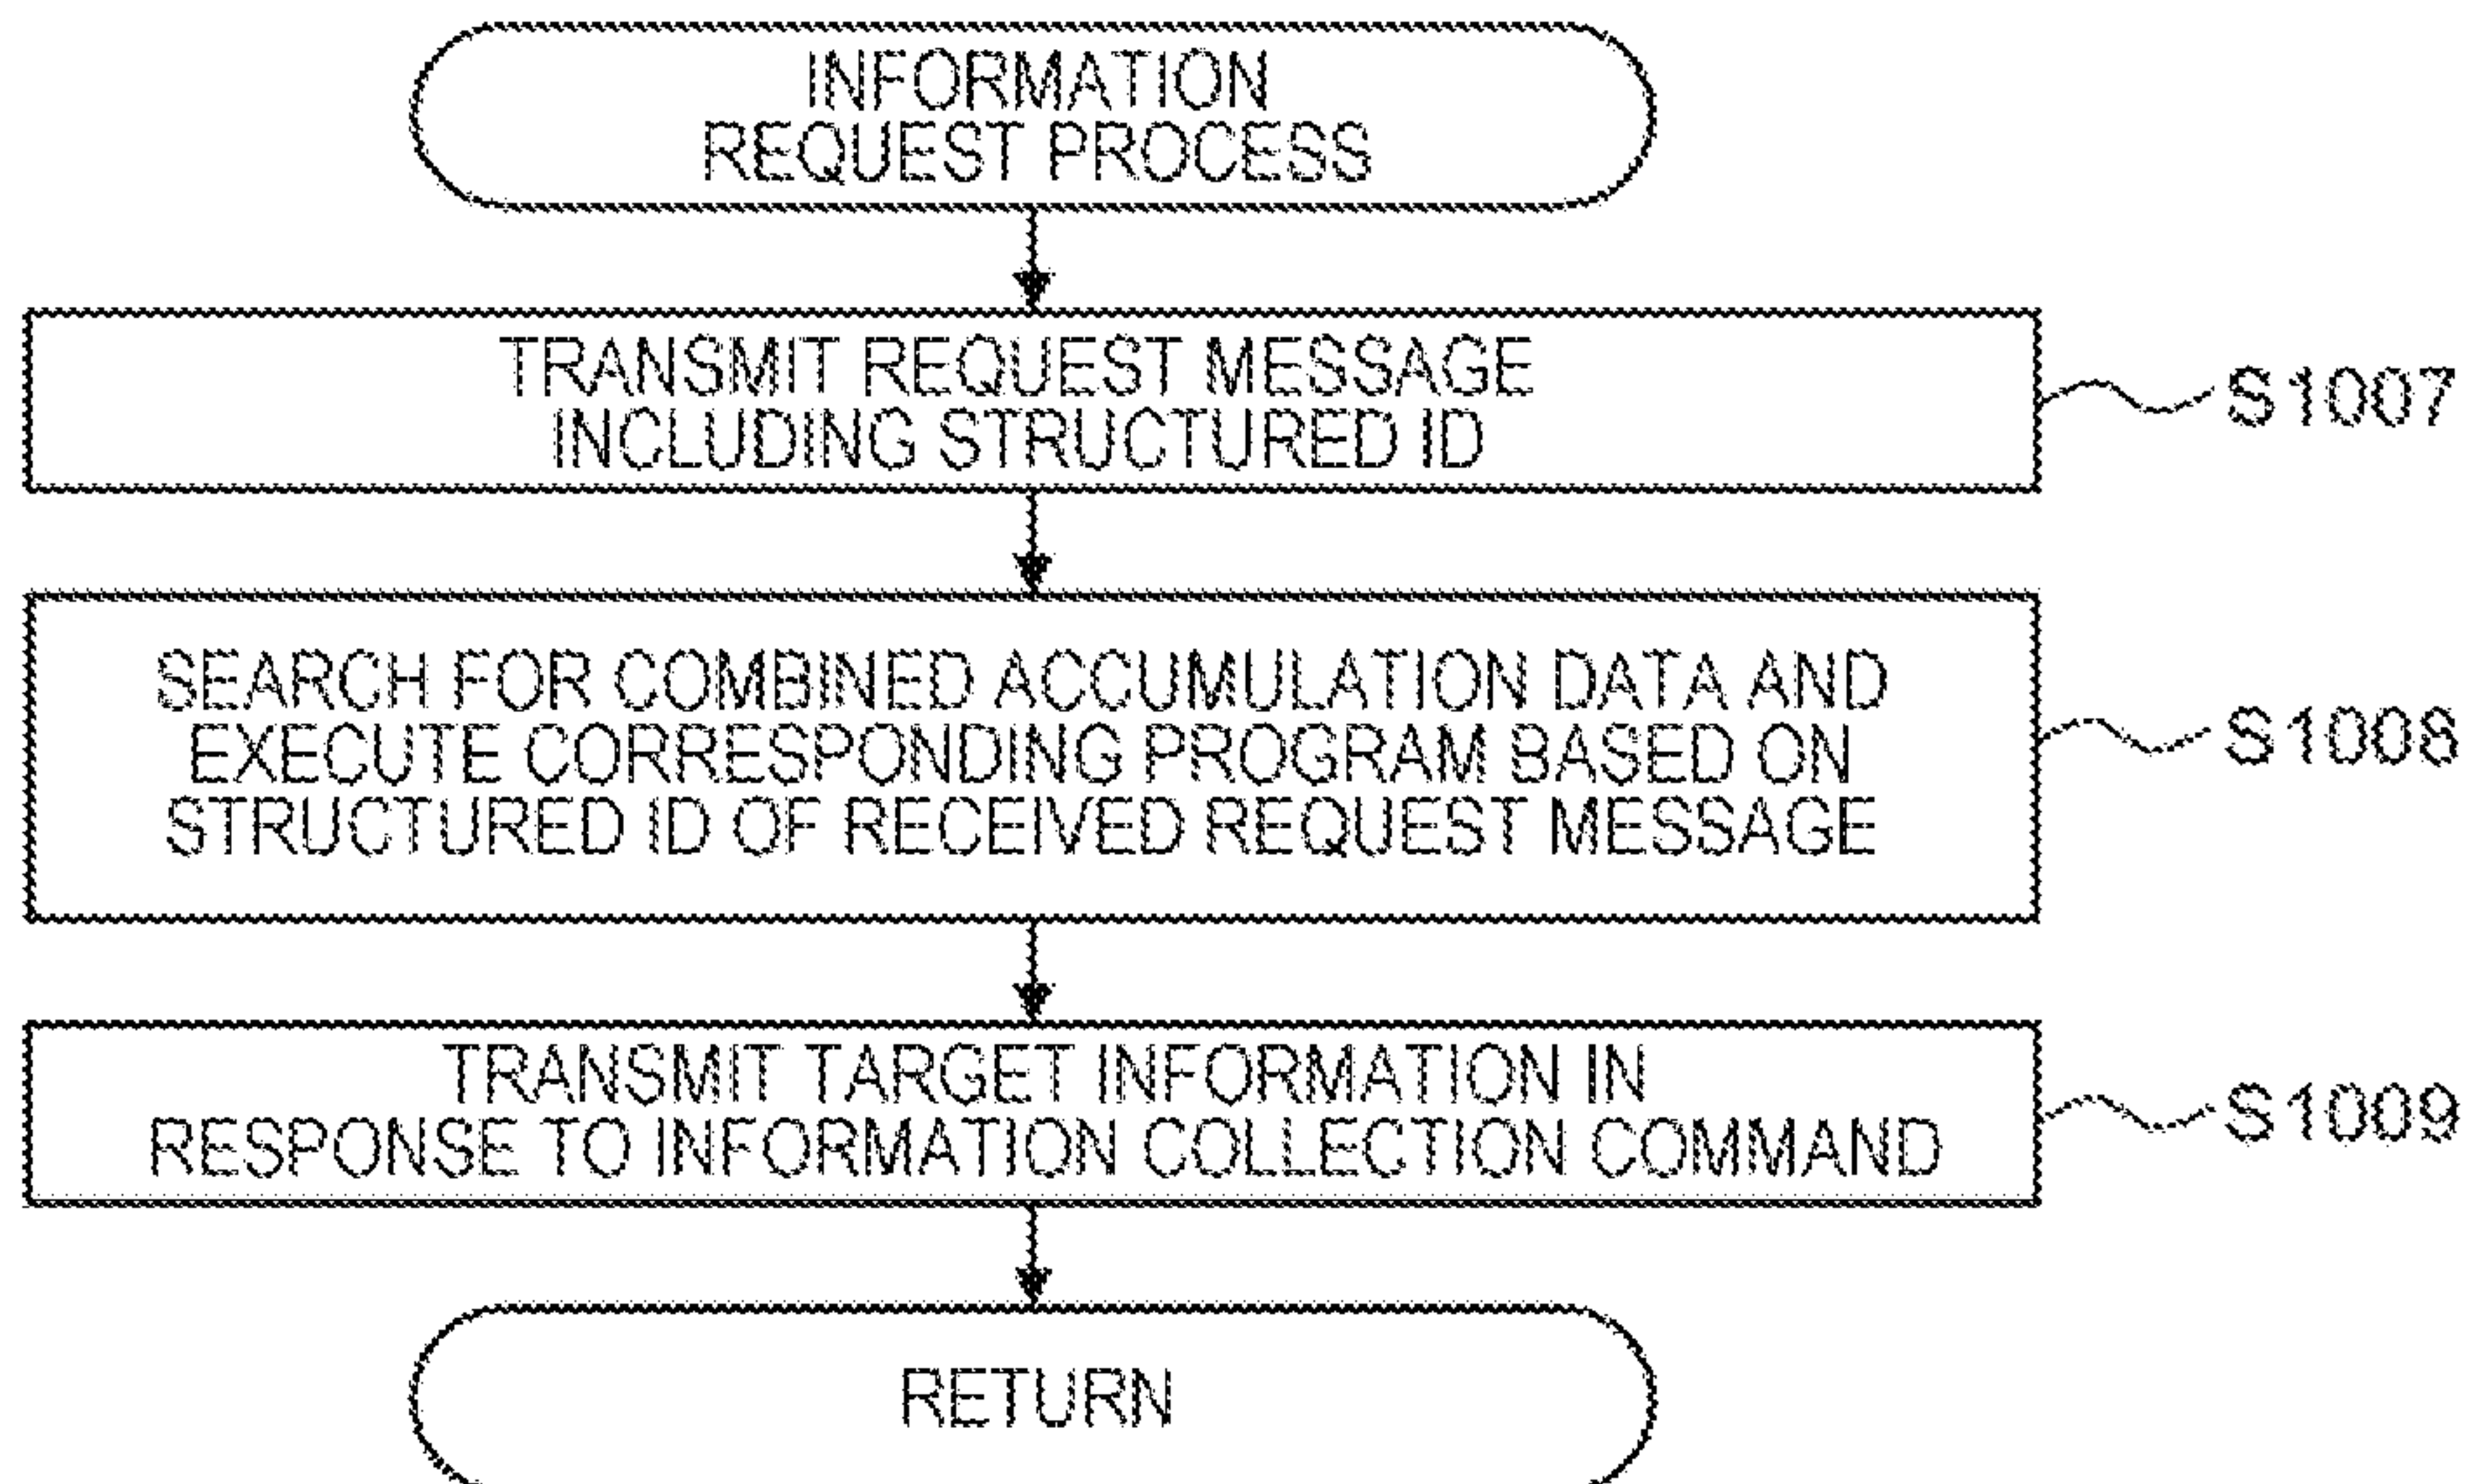 INFORMATION
REQUEST PROCESS
TRANSMIT REQUEST MESSAGE
INCLUDING STRUCTURED ID
S1007
SEARCH FOR COMBINED ACCUMULATION DATA AND
EXECUTE CORRESPONDING PROGRAM BASED ON
STRUCTURED ID OF RECEIVED REQUEST MESSAGE
S1008
TRANSMIT TARGET INFORMATION IN
RESPONSE TO INFORMATION COLLECTION COMMAND
S1009
RETURN